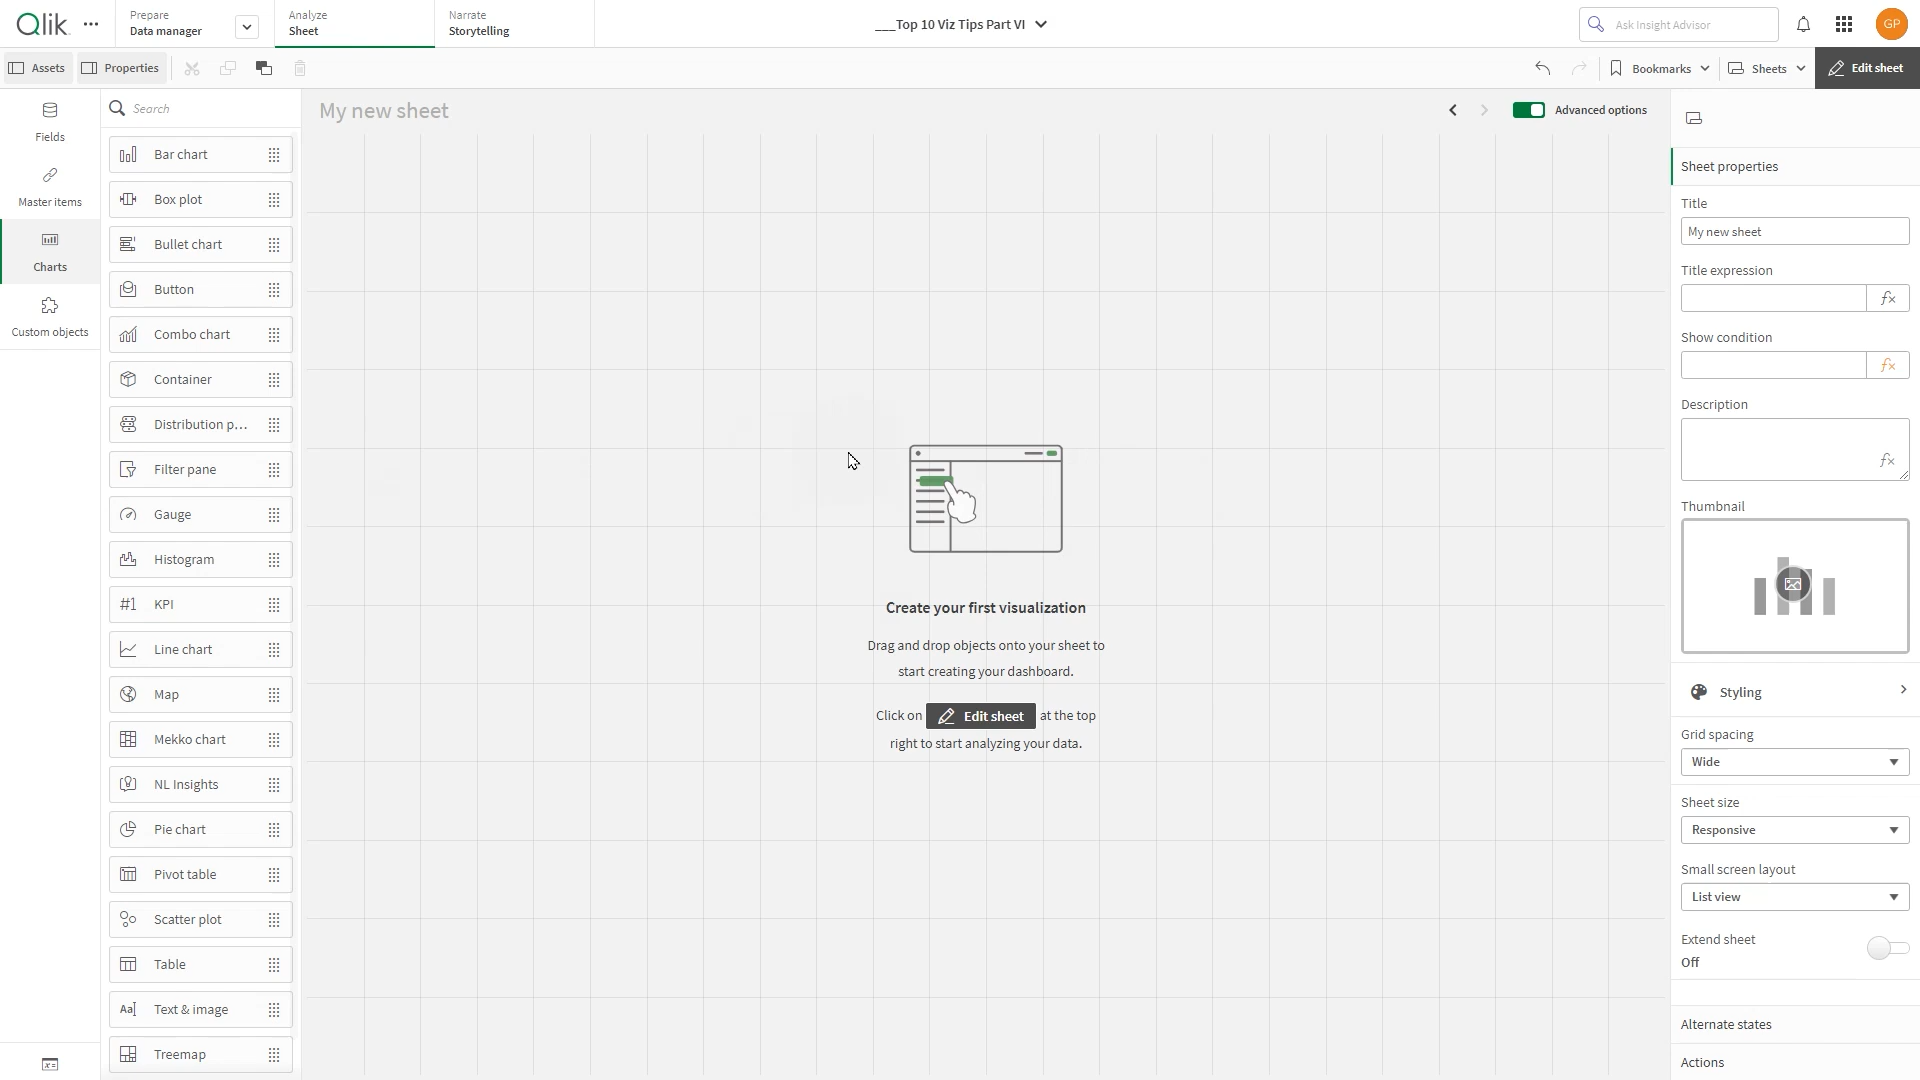 Qlik
Prepare
Data manager
Analyze
Sheet
Narrate
Storytelling
___Top 10 Viz Tips Part VI
Ask Insight Advisor
GP
Assets
Properties
Bookmarks
Sheets
Edit sheet
Fields
Master items
Charts
Custom objects
Search
Bar chart
Box plot
Bullet chart
Button
Combo chart
Container
Distribution p...
Filter pane
Gauge
Histogram
#1 KPI
Line chart
Map
Mekko chart
NL Insights
Pie chart
Pivot table
Scatter plot
Table
Aa Text & image
Treemap
My new sheet
Advanced options
Create your first visualization
Drag and drop objects onto your sheet to
start creating your dashboard.
Click on Edit sheet at the top
right to start analyzing your data.
Sheet properties
Title
My new sheet
Title expression
fx
Show condition
fx
Description
fx
Thumbnail
Styling
Grid spacing
Wide
Sheet size
Responsive
Small screen layout
List view
Extend sheet
Off
Alternate states
Actions